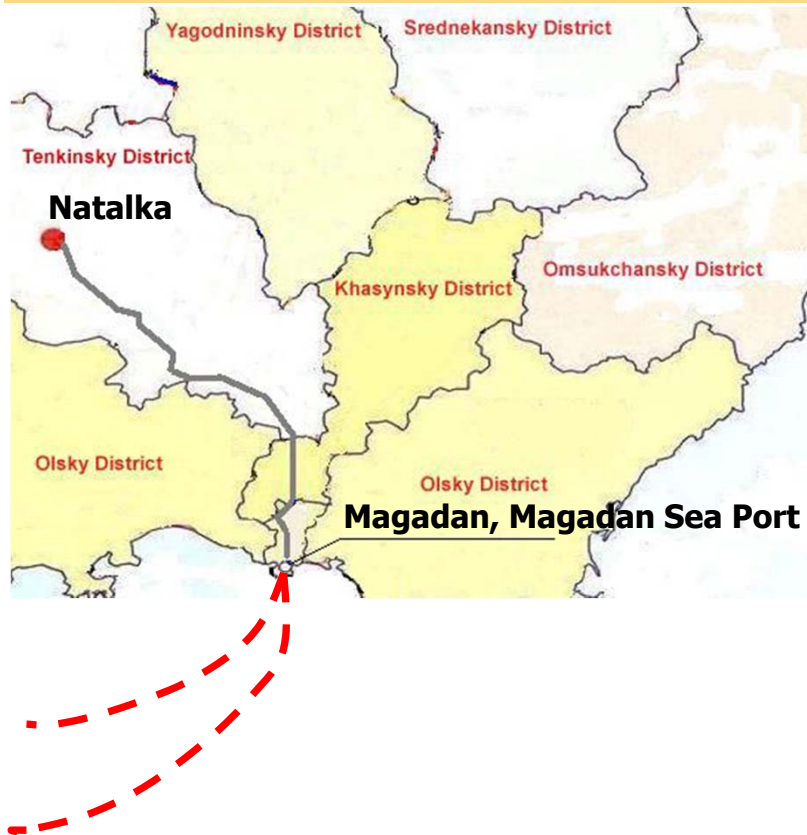 Yagodninsky District
Srednekansky District
Tenkinsky District
Natalka
Omsukchansky District
Khasynsky District
Olsky District
Olsky District
Magadan, Magadan Sea Port